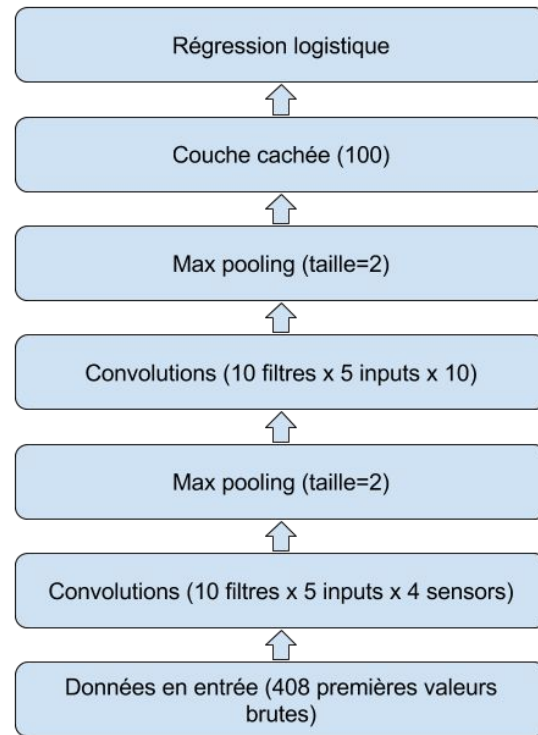 Régression logistique
Couche cachée (100)
Max pooling (taille=2)
Convolutions (10 filtres x 5 inputs x 10)
Max pooling (taille=2)
Convolutions (10 filtres x 5 inputs x 4 sensors)
Données en entrée (408 premières valeurs
brutes)